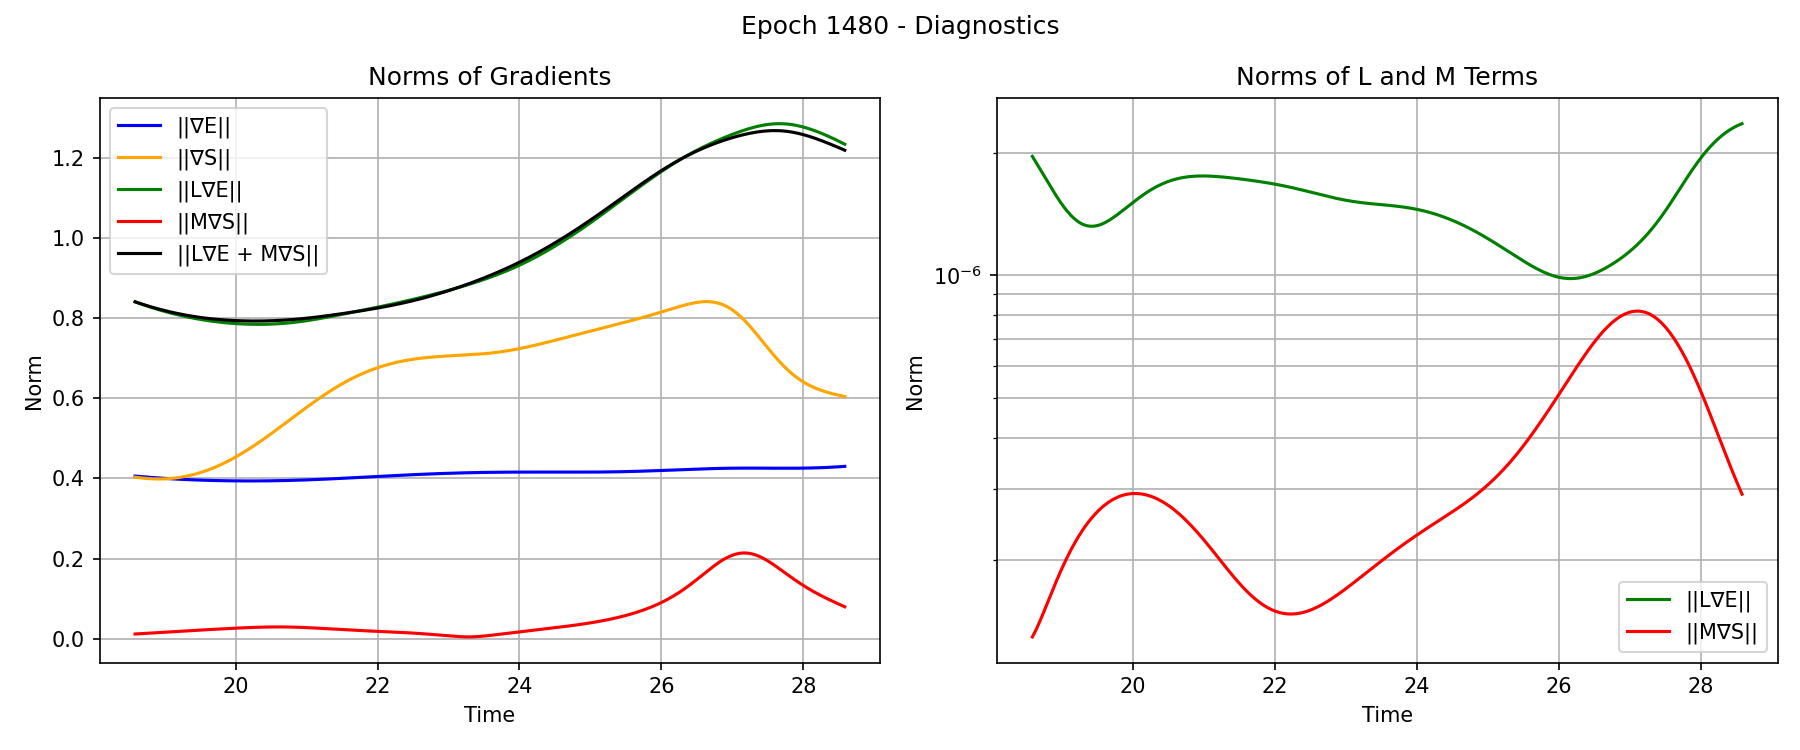 Epoch 1480 - Diagnostics
Norms of Gradients
||∇E||
||∇S||
||L∇E||
||M∇S||
||L∇E + M∇S||
1.2
1.0
0.8
0.6
0.4
0.2
0.0
Norm
20 22 24 26 28
Time
Norms of L and M Terms
10⁻⁶
Norm
||L∇E||
||M∇S||
20 22 24 26 28
Time